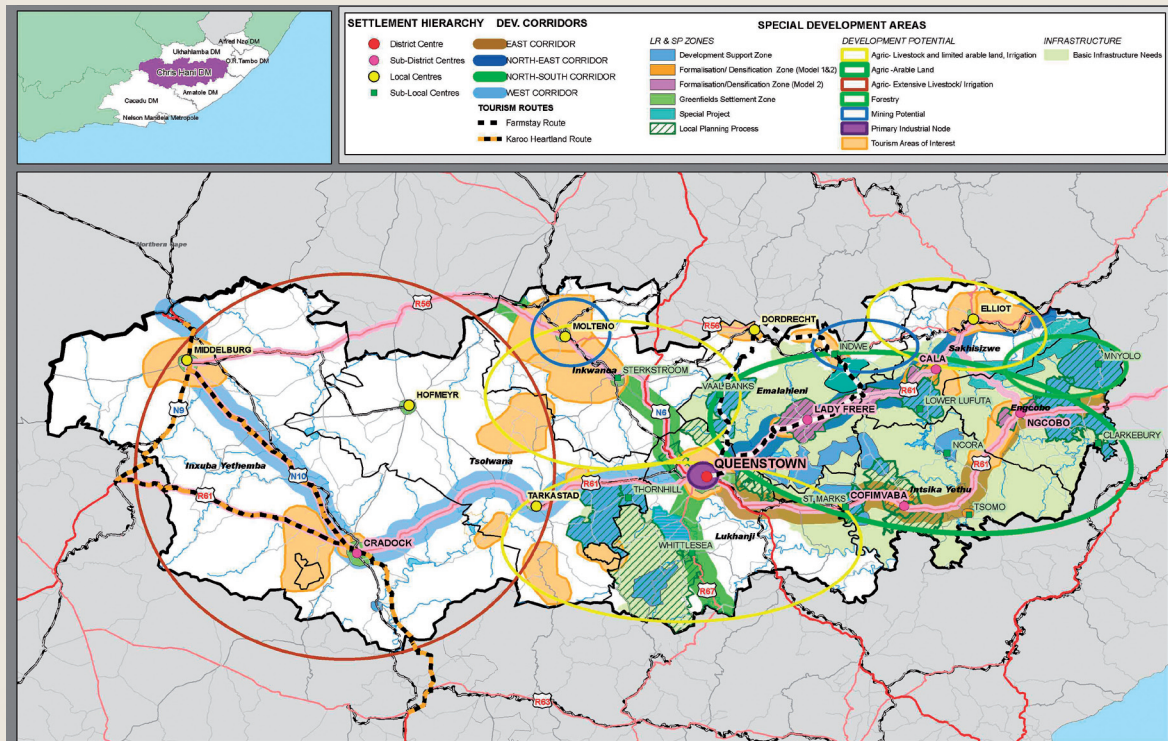 Alfred Nzo DM
Ukhahlamba DM
O.R.Tambo DM
Chris Hani DM
Amatole DM
Cacadu DM
Nelson Mandela Metropole
SETTLEMENT HIERARCHY
District Centre
Sub-District Centres
Local Centres
Sub-Local Centres
DEV. CORRIDORS
EAST CORRIDOR
NORTH-EAST CORRIDOR
NORTH-SOUTH CORRIDOR
WEST CORRIDOR
TOURISM ROUTES
Farmstay Route
Karoo Heartland Route
SPECIAL DEVELOPMENT AREAS
LR & SP ZONES
Development Support Zone
Formalisation/ Densification Zone (Model 1&2)
Formalisation/Densification Zone (Model 2)
Greenfields Settlement Zone
Special Project
Local Planning Process
DEVELOPMENT POTENTIAL
Agric- Livestock and limited arable land, Irrigation
Agric -Arable Land
Agric- Extensive Livestock/ Irrigation
Forestry
Mining Potential
Primary Industrial Node
Tourism Areas of Interest
INFRASTRUCTURE
Basic Infrastructure Needs
Northern Cape
R56
MOLTENO
DORDRECHT
R56
ELLIOT
MIDDELBURG
INDWE
Sakhisizwe
MNYOLO
CALA
Inkwanoa
STERKSTROOM
VAAL BANKS
Emalahleni
R61
HOFMEYR
N9
N6
LADY FRERE
LOWER LUFUTA
Engcobo
NGCOBO
CLARKEBURY
NCORA
R61
Inxuba Yethemba
N10
Tsolwana
QUEENSTOWN
R61
R61
TARKASTAD
THORNHILL
ST MARKS
COFIMVABA
Intsika Yethu
TSOMO
CRADOCK
WHITTLESEA
Lukhanji
R67
R63